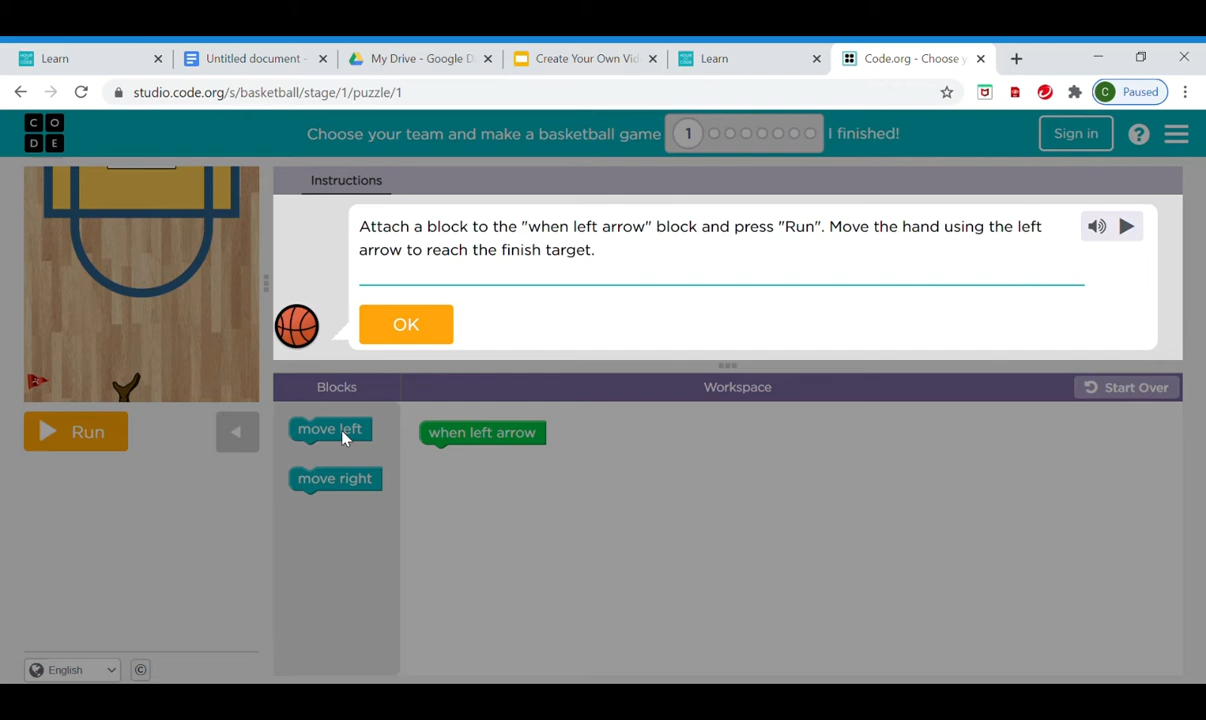 Learn
Untitled document -
My Drive - Google D
Create Your Own Vid
Learn
Code.org - Choose y
studio.code.org/s/basketball/stage/1/puzzle/1
C
Paused
C O
D E
Choose your team and make a basketball game
1
I finished!
Sign in
?
Instructions
Attach a block to the "when left arrow" block and press "Run". Move the hand using the left
arrow to reach the finish target.
OK
Blocks
Workspace
Start Over
Run
move left
when left arrow
move right
English
©